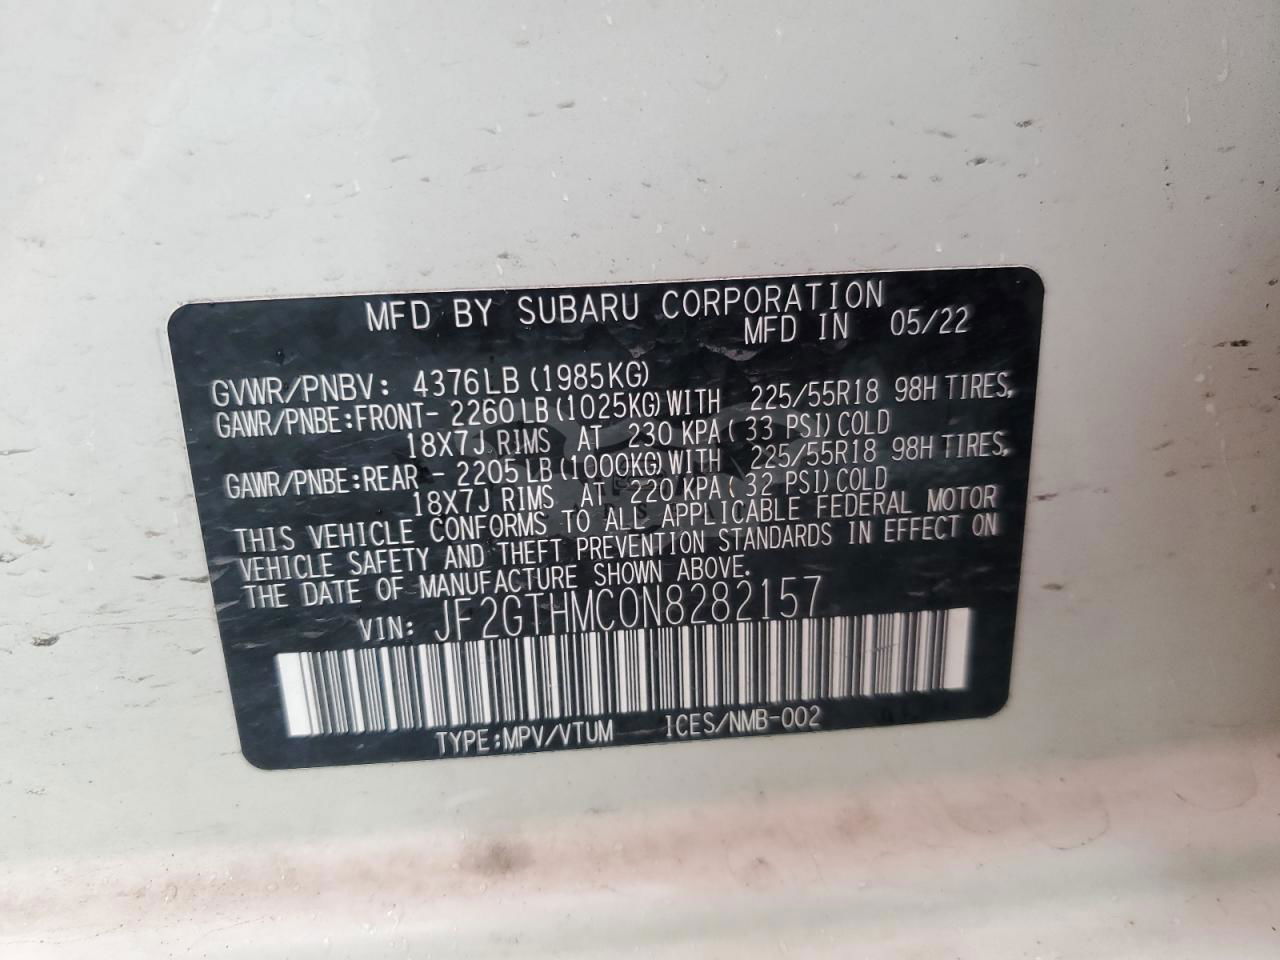 MFD BY SUBARU CORPORATION
MFD IN 05/22
GVWR/PNBV: 4376LB (1985KG)
GAWR/PNBE:FRONT- 2260LB (1025KG) WITH 225/55R18 98H TIRES,
18X7J RIMS AT 230 KPA( 33 PSI) COLD
GAWR/PNBE:REAR - 2205LB (1000KG) WITH 225/55R18 98H TIRES,
18X7J RIMS AT 220 KPA( 32 PSI) COLD
THIS VEHICLE CONFORMS TO ALL APPLICABLE FEDERAL MOTOR
VEHICLE SAFETY AND THEFT PREVENTION STANDARDS IN EFFECT ON
THE DATE OF MANUFACTURE SHOWN ABOVE.
VIN: JF2GTHMC0N8282157
TYPE:MPV/VTUM ICES/NMB-002